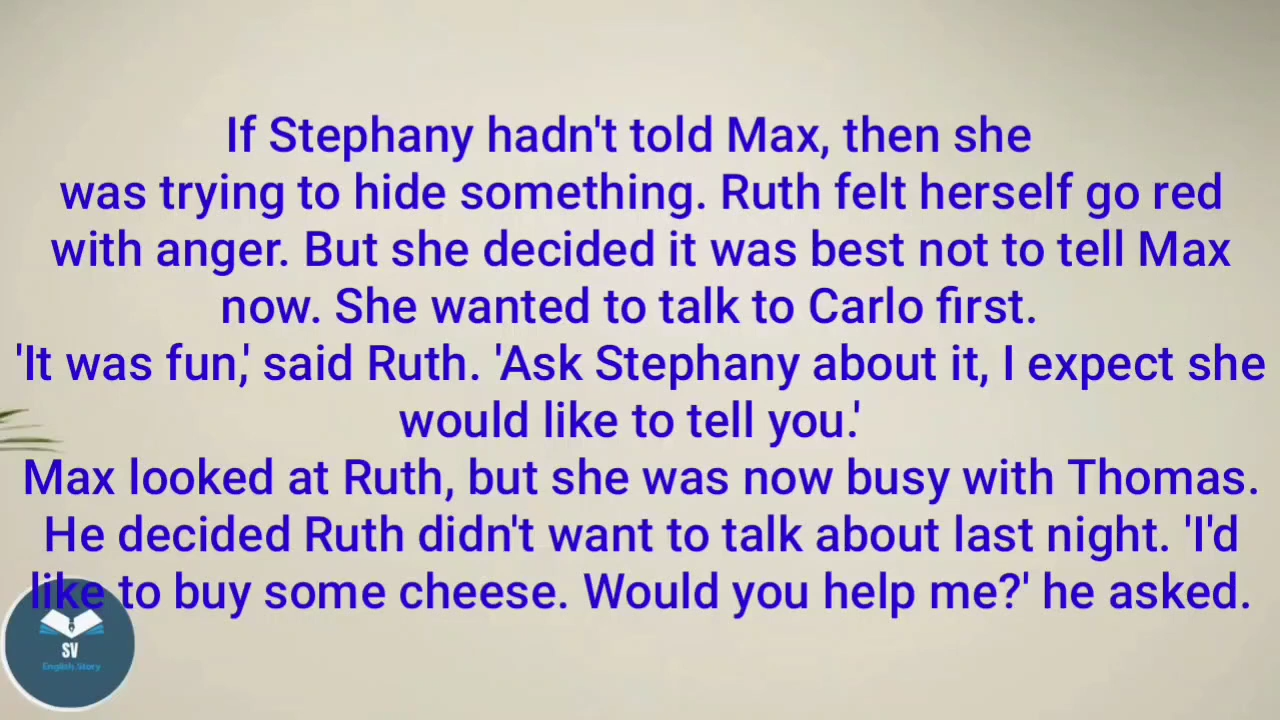 If Stephany hadn't told Max, then she
was trying to hide something. Ruth felt herself go red
with anger. But she decided it was best not to tell Max
now. She wanted to talk to Carlo first.
'It was fun,' said Ruth. 'Ask Stephany about it, I expect she
would like to tell you.'
Max looked at Ruth, but she was now busy with Thomas.
He decided Ruth didn't want to talk about last night. 'I'd
like to buy some cheese. Would you help me?' he asked.
SV
English Story